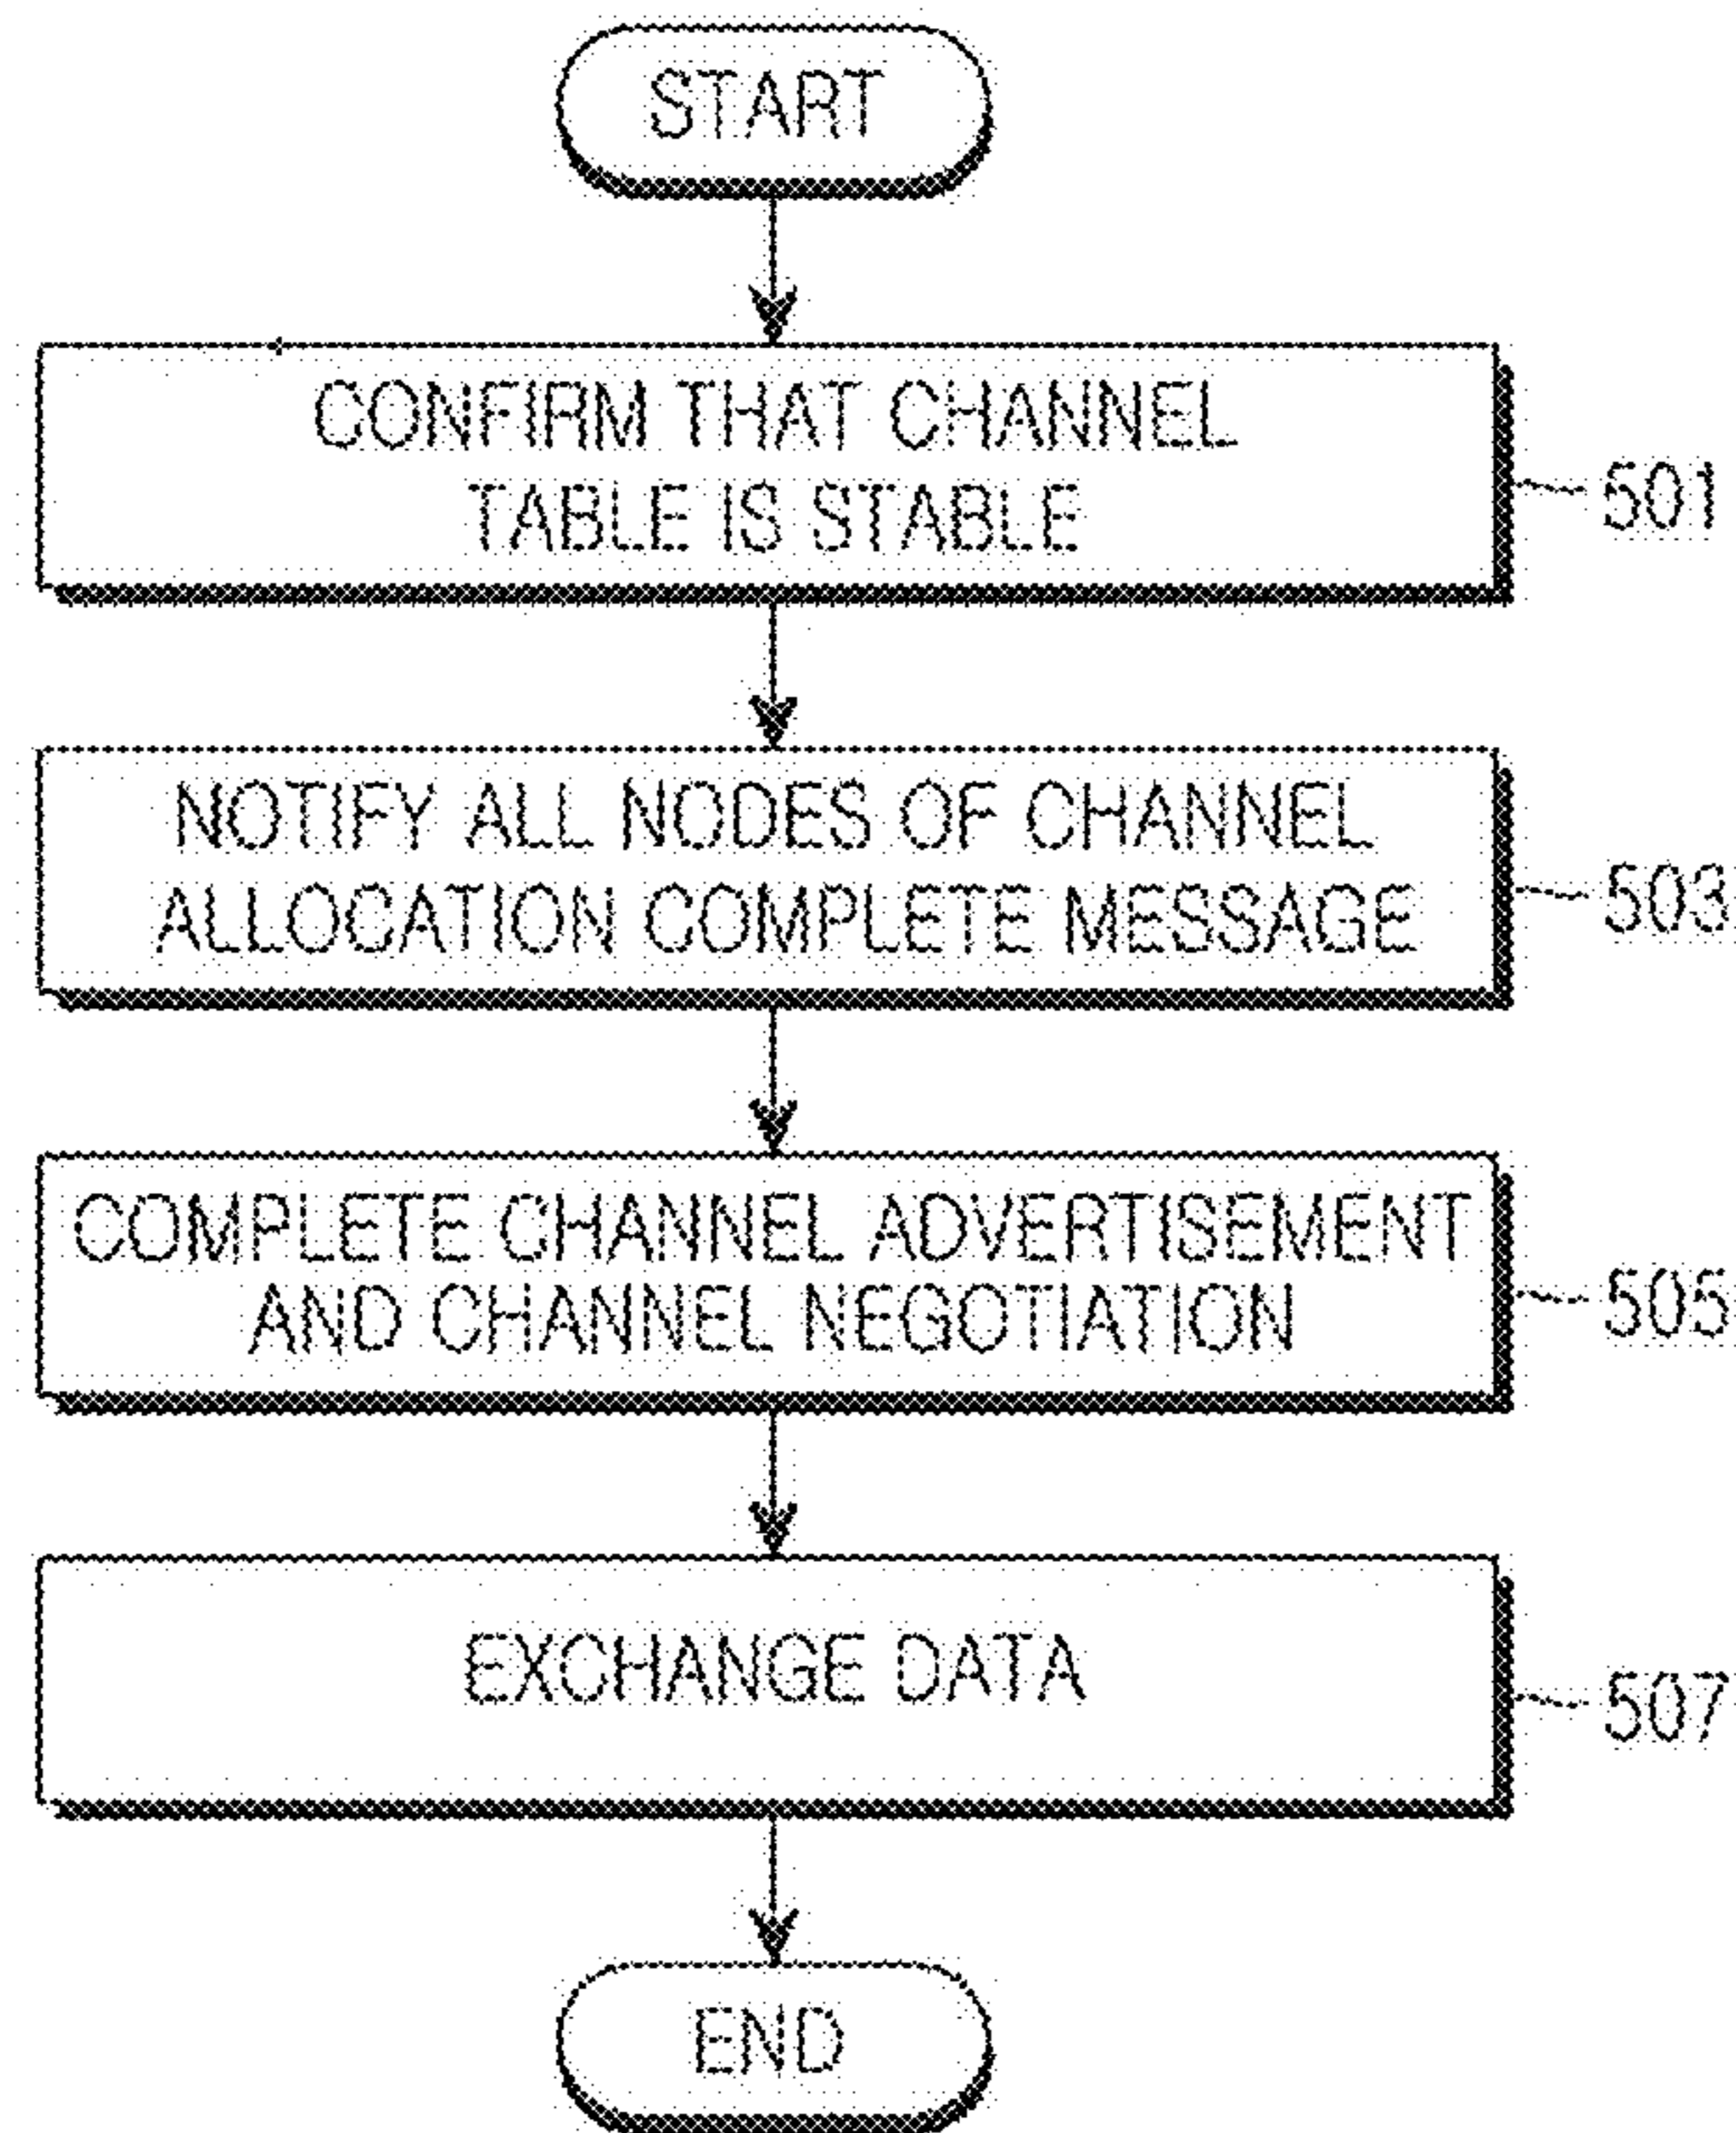 START
CONFIRM THAT CHANNEL
TABLE IS STABLE
501
NOTIFY ALL NODES OF CHANNEL
ALLOCATION COMPLETE MESSAGE
503
COMPLETE CHANNEL ADVERTISEMENT
AND CHANNEL NEGOTIATION
505
EXCHANGE DATA
507
END